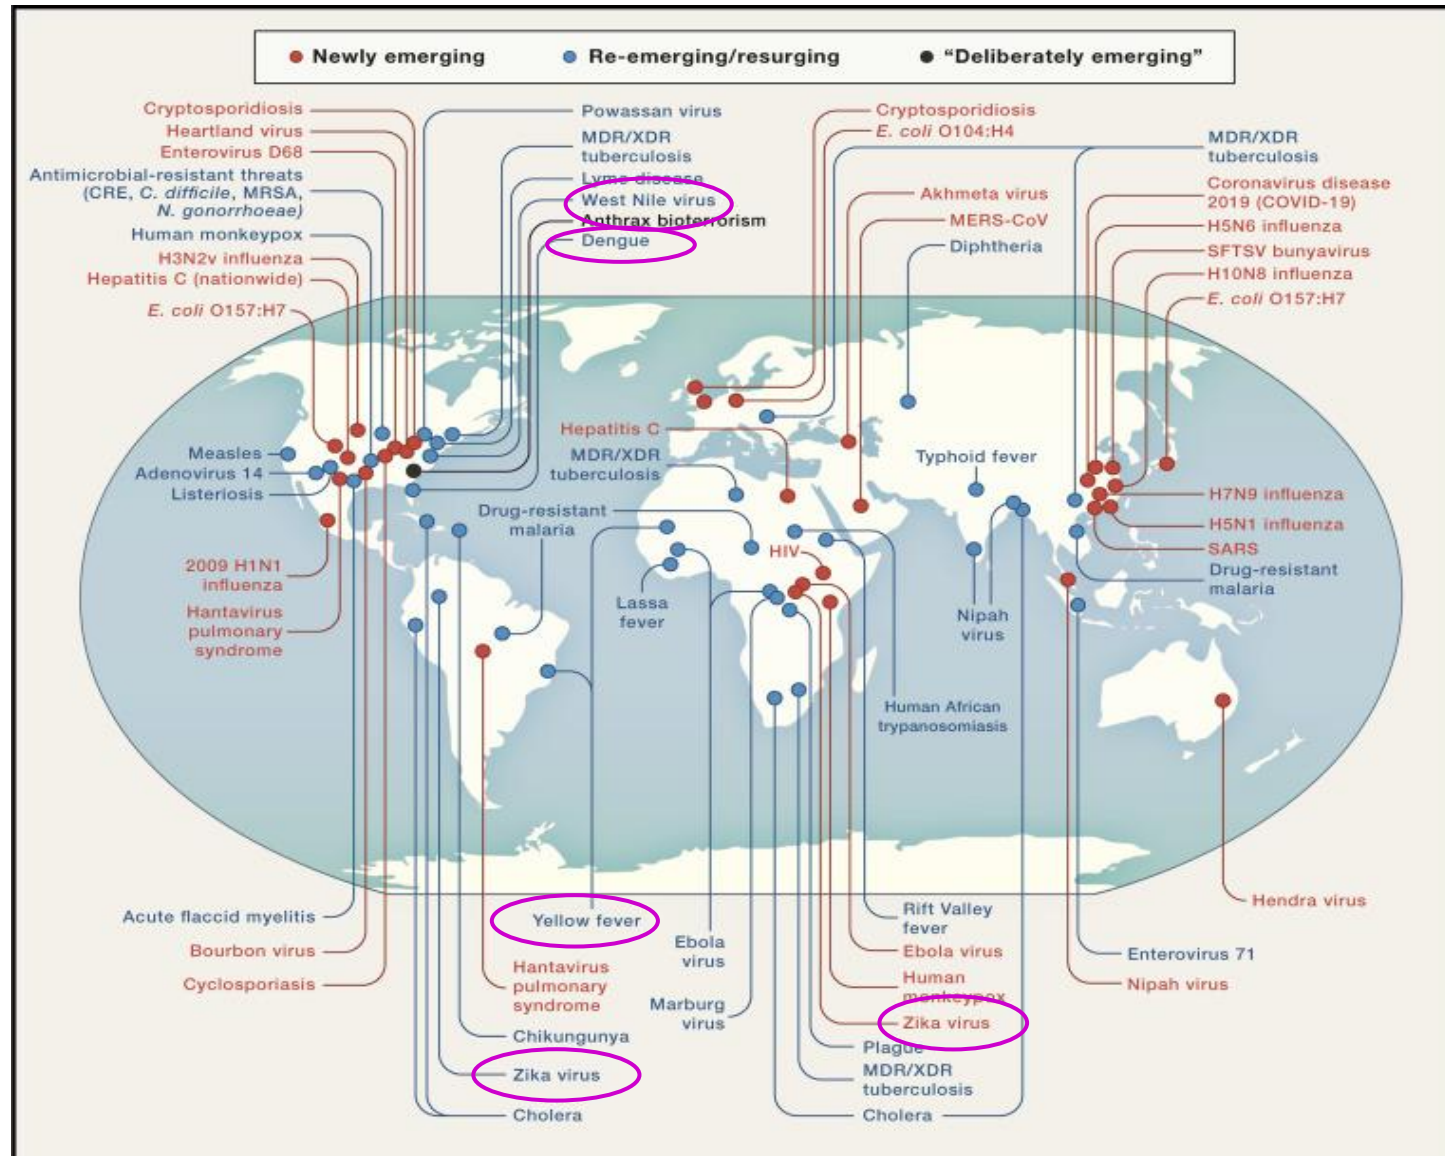 Newly emerging
Re-emerging/resurging
"Deliberately emerging"
Cryptosporidiosis
Heartland virus
Enterovirus D68
Antimicrobial-resistant threats
(CRE, C. difficile, MRSA,
N. gonorrhoeae)
Human monkeypox
H3N2v influenza
Hepatitis C (nationwide)
E. coli O157:H7
Powassan virus
MDR/XDR
tuberculosis
Lyme disease
West Nile virus
Anthrax bioterrorism
Dengue
Cryptosporidiosis
E. coli O104:H4
Akhmeta virus
MERS-CoV
Diphtheria
MDR/XDR
tuberculosis
Coronavirus disease
2019 (COVID-19)
H5N6 influenza
SFTSV bunyavirus
H10N8 influenza
E. coli O157:H7
Measles
Adenovirus 14
Listeriosis
2009 H1N1
influenza
Hantavirus
pulmonary
syndrome
Drug-resistant
malaria
Hepatitis C
MDR/XDR
tuberculosis
Lassa
fever
HIV
Typhoid fever
Nipah
virus
Human African
trypanosomiasis
H7N9 influenza
H5N1 influenza
SARS
Drug-resistant
malaria
Hendra virus
Acute flaccid myelitis
Bourbon virus
Cyclosporiasis
Yellow fever
Hantavirus
pulmonary
syndrome
Chikungunya
Zika virus
Cholera
Ebola
virus
Marburg
virus
Rift Valley
fever
Ebola virus
Human
monkeypox
Zika virus
Plague
MDR/XDR
tuberculosis
Cholera
Enterovirus 71
Nipah virus